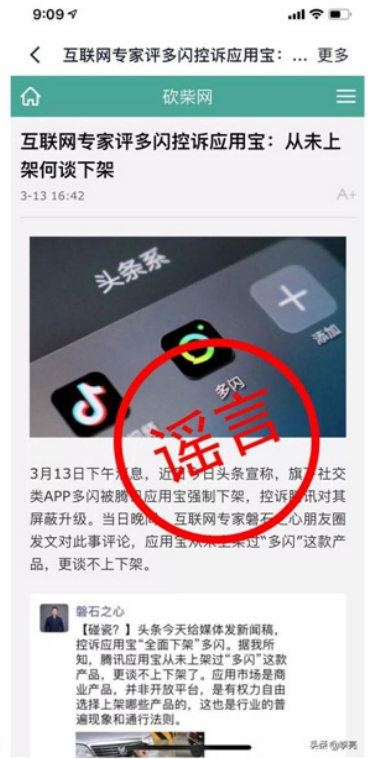 9:09
互联网专家评多闪控诉应用宝：... 更多
砍柴网
互联网专家评多闪控诉应用宝：从未上
架何谈下架
3-13 16:42
A+
头条系
添加
多闪
谣言
3月13日下午消息，近日今日头条宣称，旗下社交
类APP多闪被腾讯应用宝强制下架，控诉腾讯对其
屏蔽升级。当日晚间，互联网专家磐石之心朋友圈
发文对此事评论，应用宝从未上架过“多闪”这款产
品，更谈不上下架。
磐石之心
【碰瓷？】头条今天给媒体发新闻稿，
控诉应用宝“全面下架”多闪。据我所
知，腾讯应用宝从未上架过“多闪”这款
产品，更谈不上下架了。应用市场是商
业产品，并非开放平台，是有权力自由
选择上架哪些产品的，这也是行业的普
遍现象和通行法则。
头条 @李亮